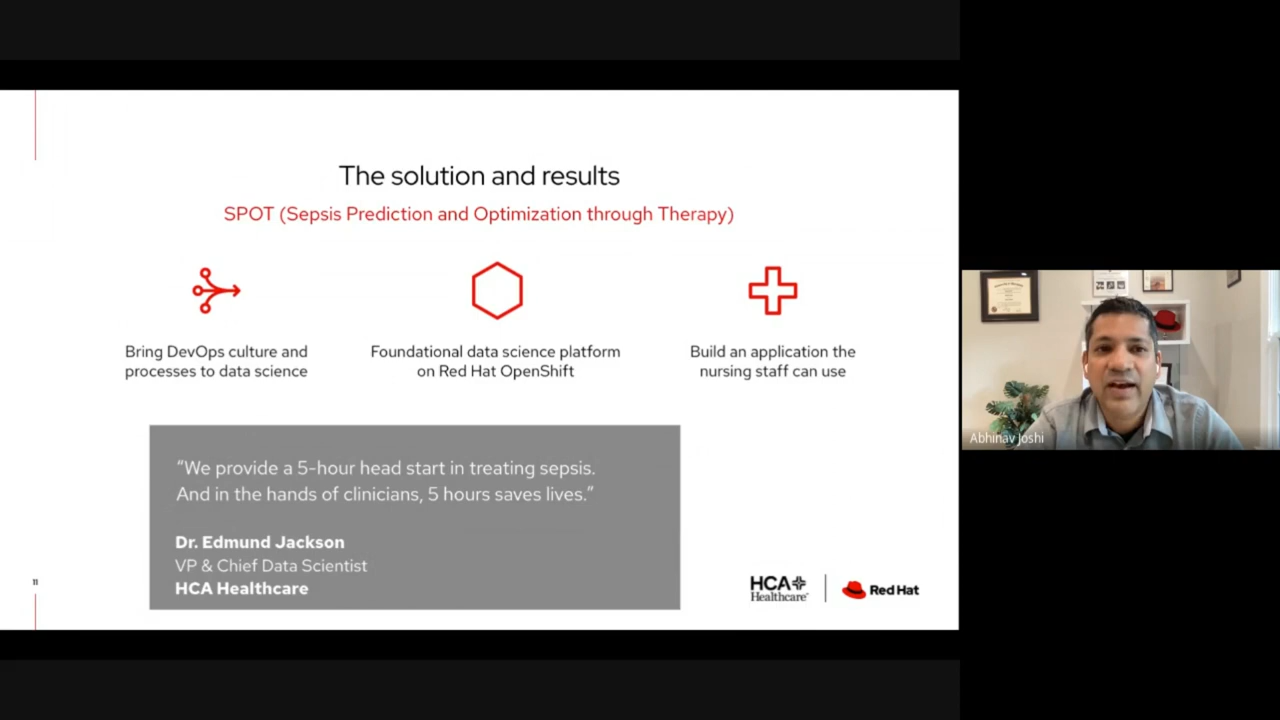 The solution and results
SPOT (Sepsis Prediction and Optimization through Therapy)
Bring DevOps culture and
processes to data science
Foundational data science platform
on Red Hat OpenShift
Build an application the
nursing staff can use
"We provide a 5-hour head start in treating sepsis.
And in the hands of clinicians, 5 hours saves lives."
Dr. Edmund Jackson
VP & Chief Data Scientist
HCA Healthcare
11
HCA
Healthcare
Red Hat
Abhinav Joshi